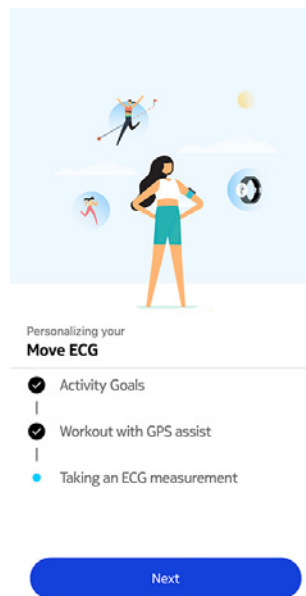 Personalizing your
Move ECG
Activity Goals
Workout with GPS assist
Taking an ECG measurement
Next